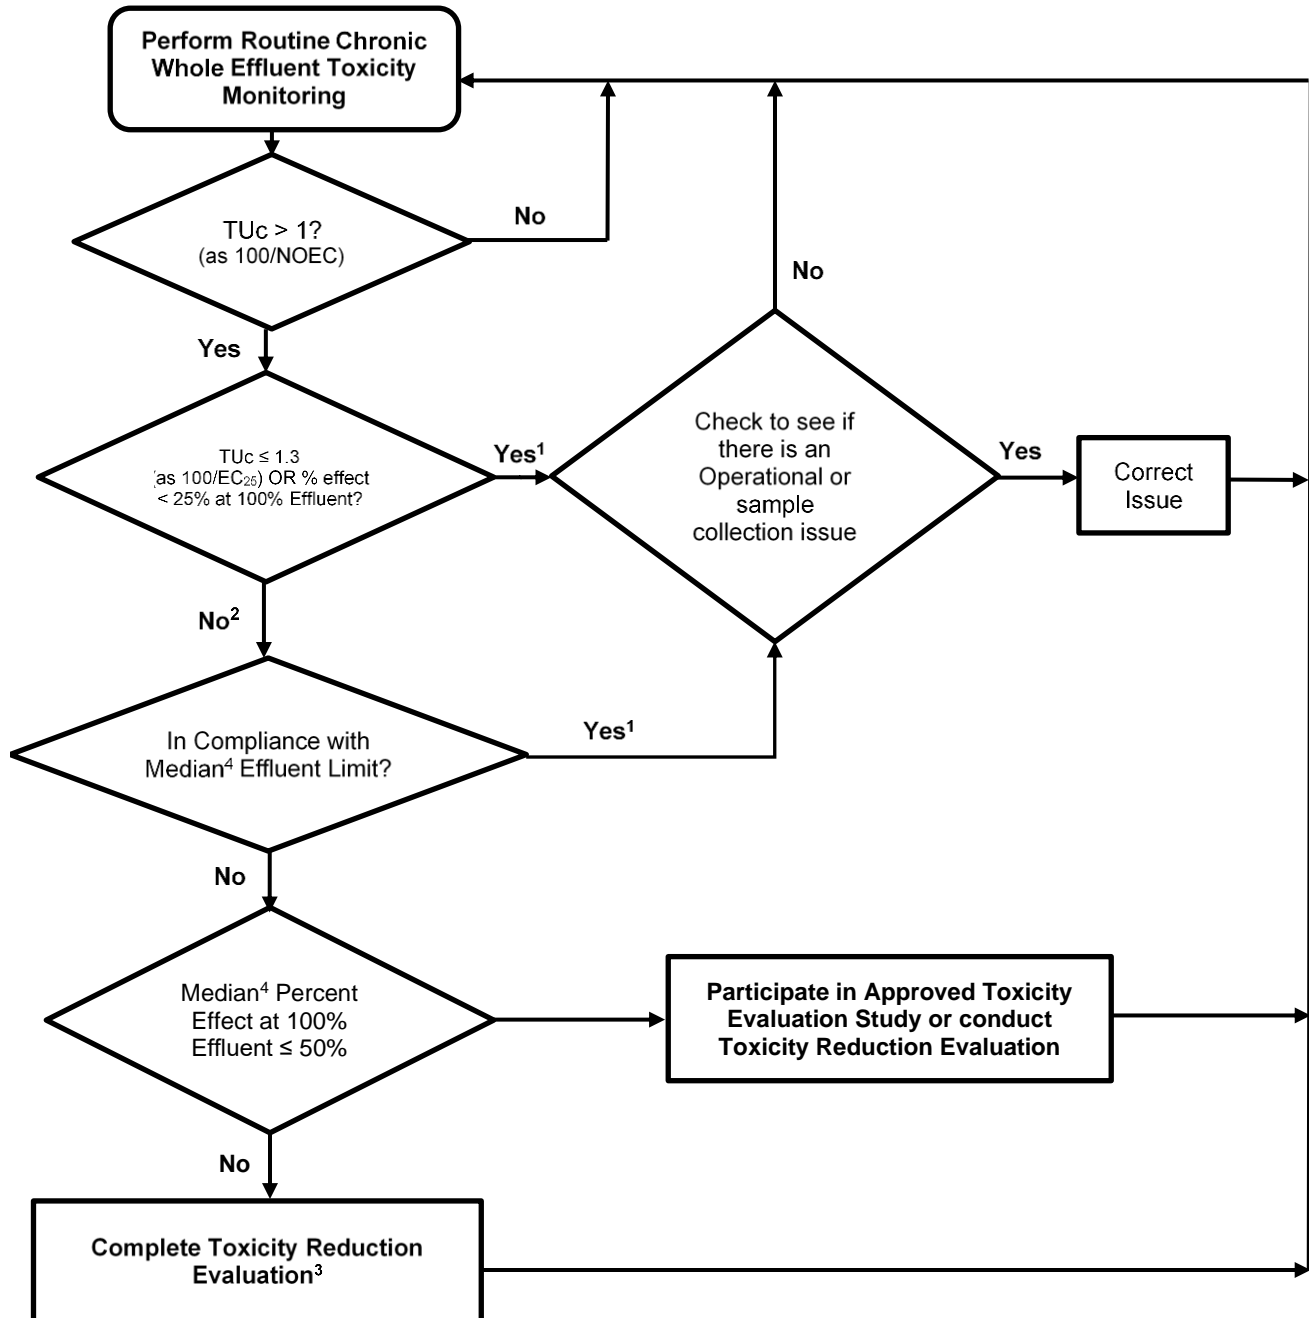 Perform Routine Chronic
Whole Effluent Toxicity
Monitoring
TUc > 1?
(as 100/NOEC)
No
Yes
TUc ≤ 1.3
(as 100/EC₂₅) OR % effect
< 25% at 100% Effluent?
Yes¹
Check to see if
there is an
Operational or
sample
collection issue
No
Yes
Correct
Issue
No²
In Compliance with
Median⁴ Effluent Limit?
Yes¹
No
Median⁴ Percent
Effect at 100%
Effluent ≤ 50%
Participate in Approved Toxicity
Evaluation Study or conduct
Toxicity Reduction Evaluation
No
Complete Toxicity Reduction
Evaluation³